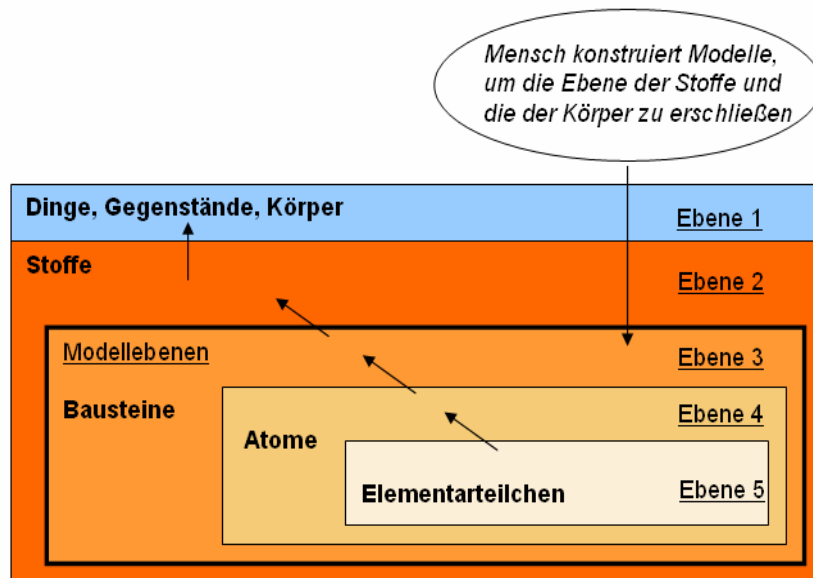 Mensch konstruiert Modelle,
um die Ebene der Stoffe und
die der Körper zu erschließen
Dinge, Gegenstände, Körper
Ebene 1
Stoffe
Ebene 2
Modellebenen
Ebene 3
Bausteine
Ebene 4
Atome
Elementarteilchen
Ebene 5